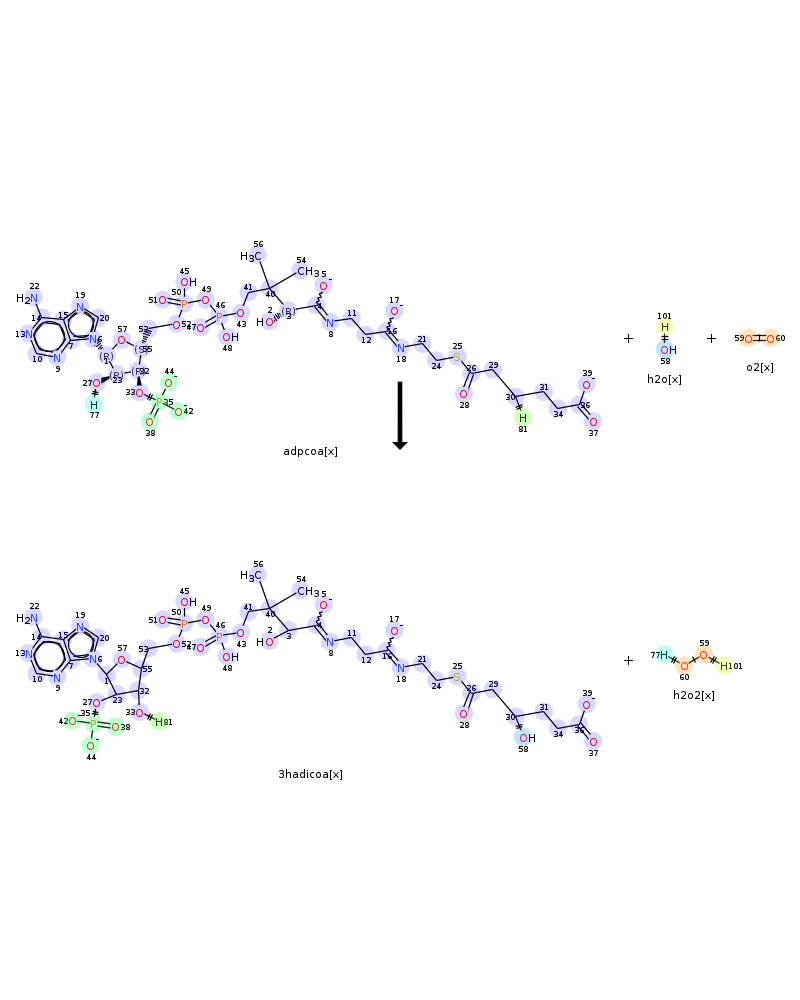 56
H₃C
54
CH₃
5
O⁻
45
OH
22
H₂N
19
N
20
14
15
13
N
10
N
9
7
N
6
57
O
53
(S)
55
(R)
1
(R)
23
(R)
32
27
O
H
77
33
O
44
O⁻
P
35
O⁻
42
O
38
51
O
50
P
49
O
52
O
46
P
47
O
OH
48
43
O
41
40
2
HO
(R)
3
4
N
8
11
12
17
O⁻
16
N
18
21
24
25
S
26
O
28
29
30
H
81
31
34
39
O⁻
36
O
37
+
101
H
OH
58
h2o[x]
+
59
O
O
60
o2[x]
adpcoa[x]
56
H₃C
54
CH₃
5
O⁻
45
OH
22
H₂N
19
N
20
14
15
13
N
10
N
9
7
N
6
57
O
53
55
1
23
32
27
O
33
O
H
81
35
P
42
O⁻
O
38
O⁻
44
51
O
50
P
49
O
52
O
46
P
47
O
OH
48
43
O
41
40
2
HO
3
4
N
8
11
12
17
O⁻
16
N
18
21
24
25
S
26
O
28
29
30
OH
58
31
34
39
O⁻
36
O
37
+
77
H
O
60
59
O
H
101
h2o2[x]
3hadicoa[x]